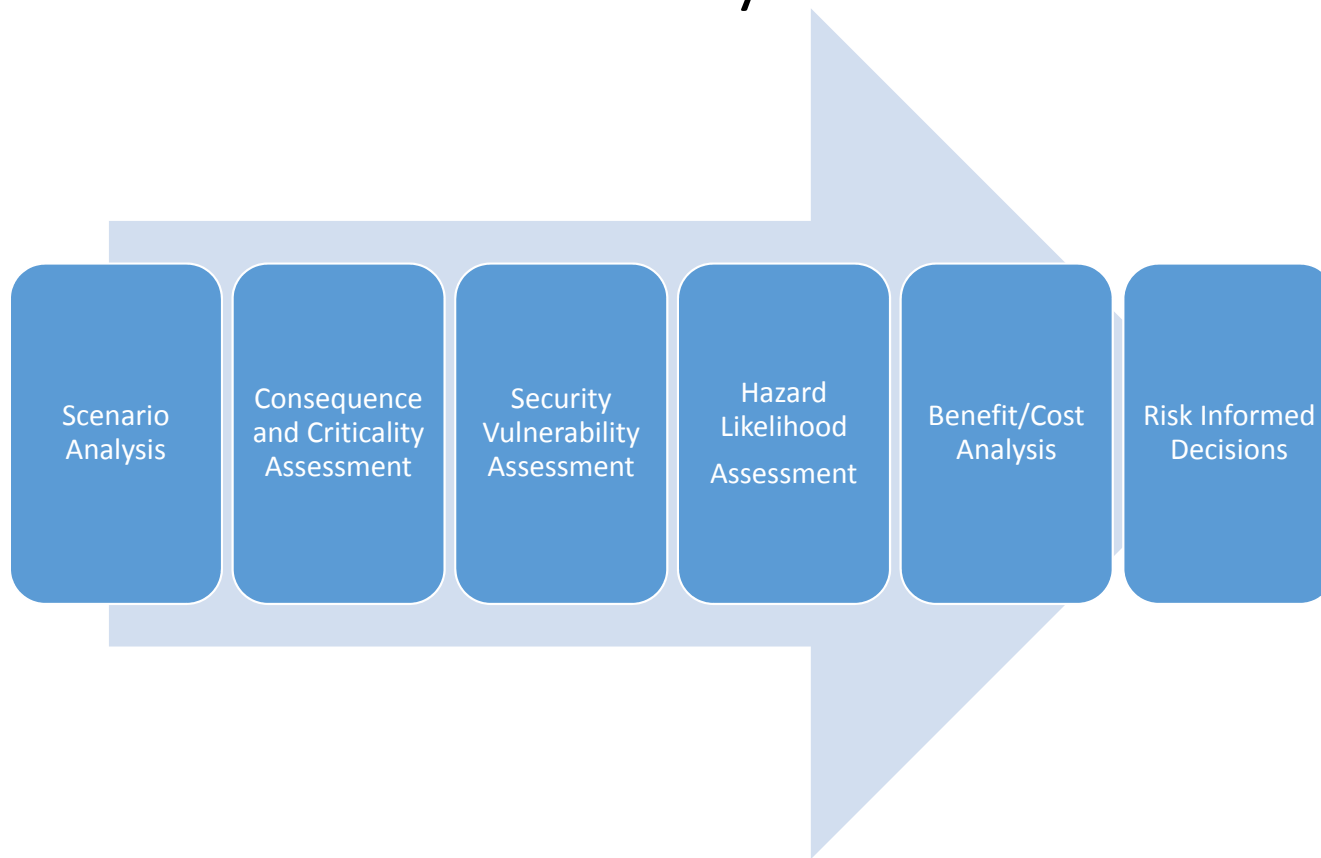 Scenario
Analysis
Consequence
and Criticality
Assessment
Security
Vulnerability
Assessment
Hazard
Likelihood
Assessment
Benefit/Cost
Analysis
Risk Informed
Decisions